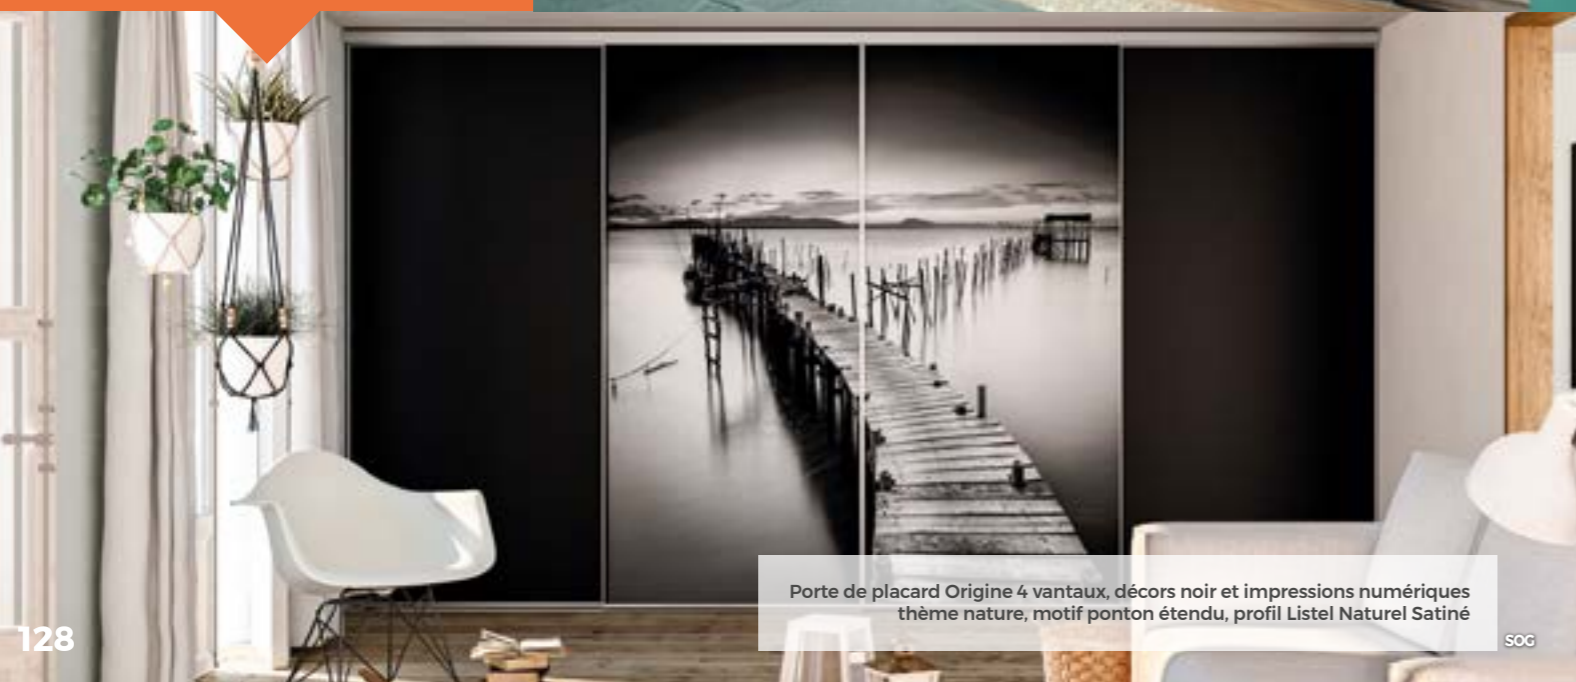 Porte de placard Origine 4 vantaux, décors noir et impressions numériques
thème nature, motif ponton étendu, profil Listel Naturel Satiné
128
SOG